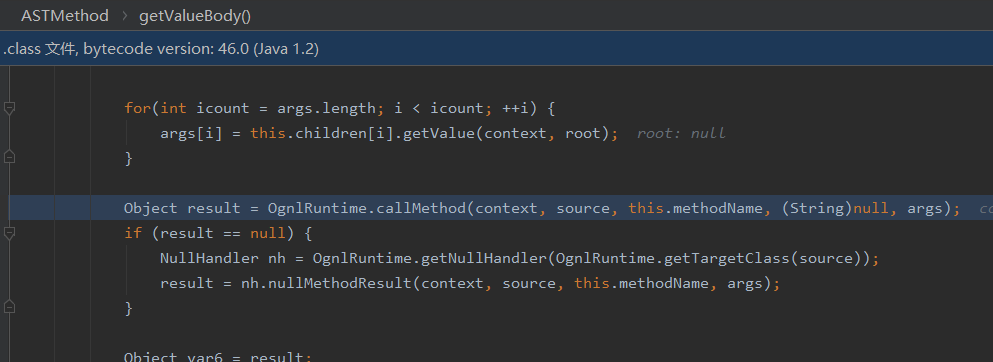 ASTMethod > getValueBody()
.class 文件, bytecode version: 46.0 (Java 1.2)
for(int icount = args.length; i < icount; ++i) {
args[i] = this.children[i].getValue(context, root); root: null
}
Object result = OgnlRuntime.callMethod(context, source, this.methodName, (String)null, args); co
if (result == null) {
NullHandler nh = OgnlRuntime.getNullHandler(OgnlRuntime.getTargetClass(source));
result = nh.nullMethodResult(context, source, this.methodName, args);
}
Object var6 = result;